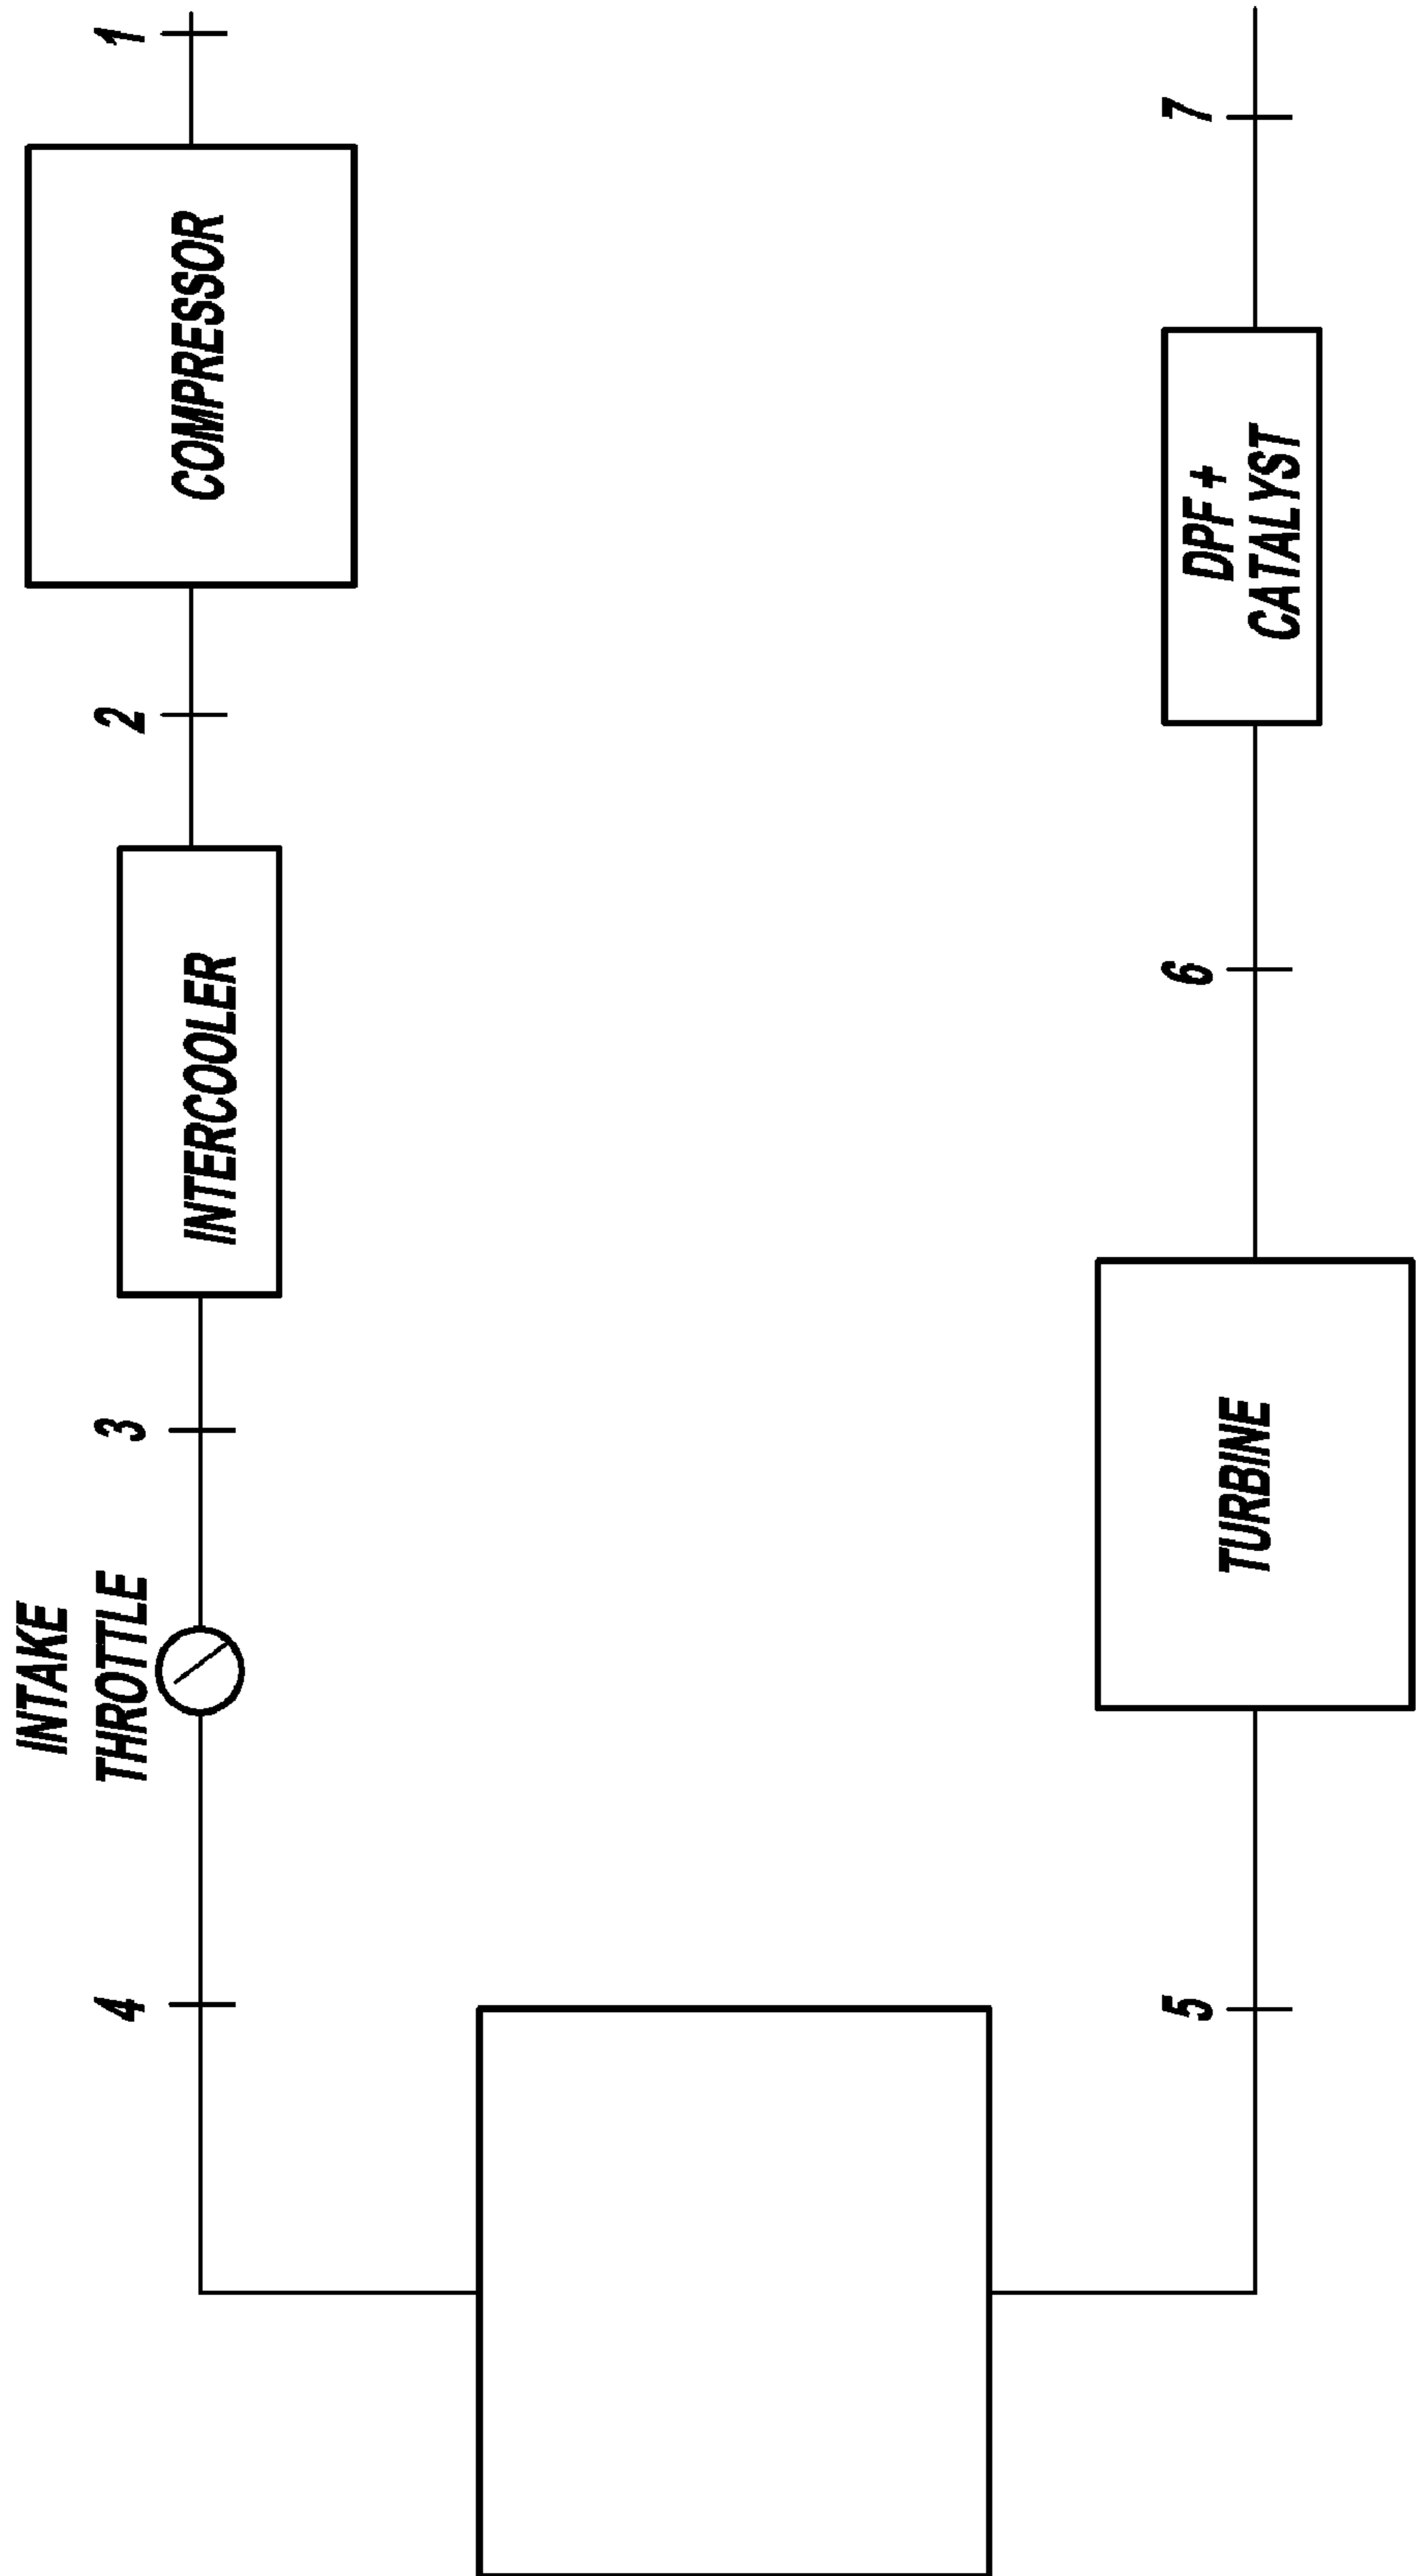 1
COMPRESSOR
2
INTERCOOLER
3
INTAKE
THROTTLE
4
5
TURBINE
6
DPF +
CATALYST
7